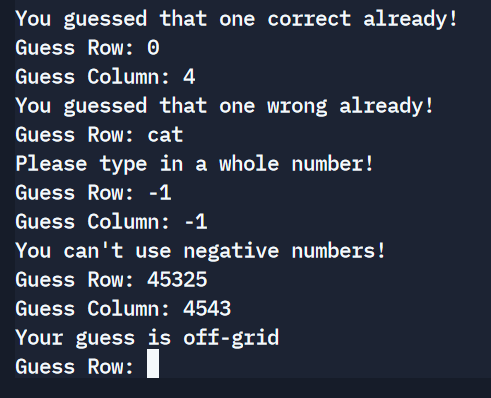 You guessed that one correct already!
Guess Row: 0
Guess Column: 4
You guessed that one wrong already!
Guess Row: cat
Please type in a whole number!
Guess Row: -1
Guess Column: -1
You can't use negative numbers!
Guess Row: 45325
Guess Column: 4543
Your guess is off-grid
Guess Row: